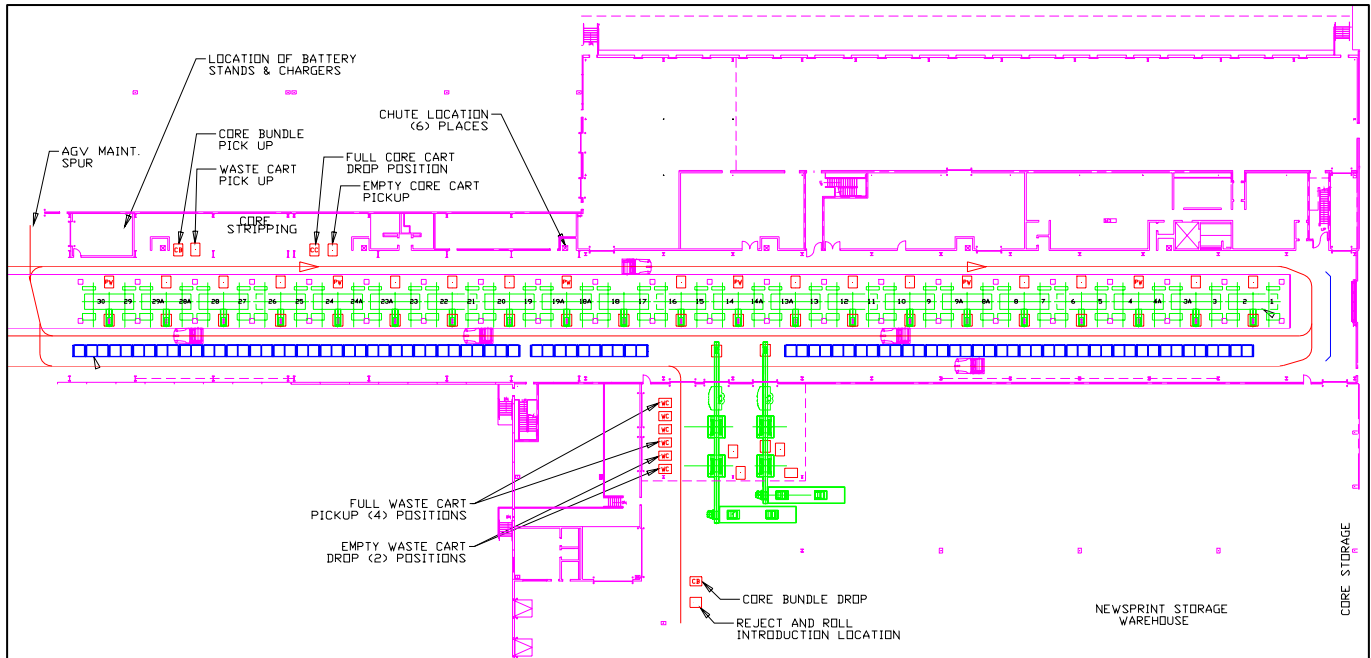 LOCATION OF BATTERY
STANDS & CHARGERS
CHUTE LOCATION
(6) PLACES
CORE BUNDLE
PICK UP
AGV MAINT.
SPUR
WASTE CART
PICK UP
FULL CORE CART
DROP POSITION
EMPTY CORE CART
PICKUP
CORE
STRIPPING
CB
CC
PW
PW
PW
PW
PW
PW
PW
30 29 29A 28A 28 27 26 25 24 23A 23 22 21 20 19 19A 18A 18 17 16 15 14 14A 13A 13 12 11 10 9 9A 8A 8 7 6 5 4 4A 3A 3 2 1
WC
WC
WC
WC
FULL WASTE CART
PICKUP (4) POSITIONS
EMPTY WASTE CART
DROP (2) POSITIONS
CB
CORE BUNDLE DROP
REJECT AND ROLL
INTRODUCTION LOCATION
NEWSPRINT STORAGE
WAREHOUSE
CORE STORAGE